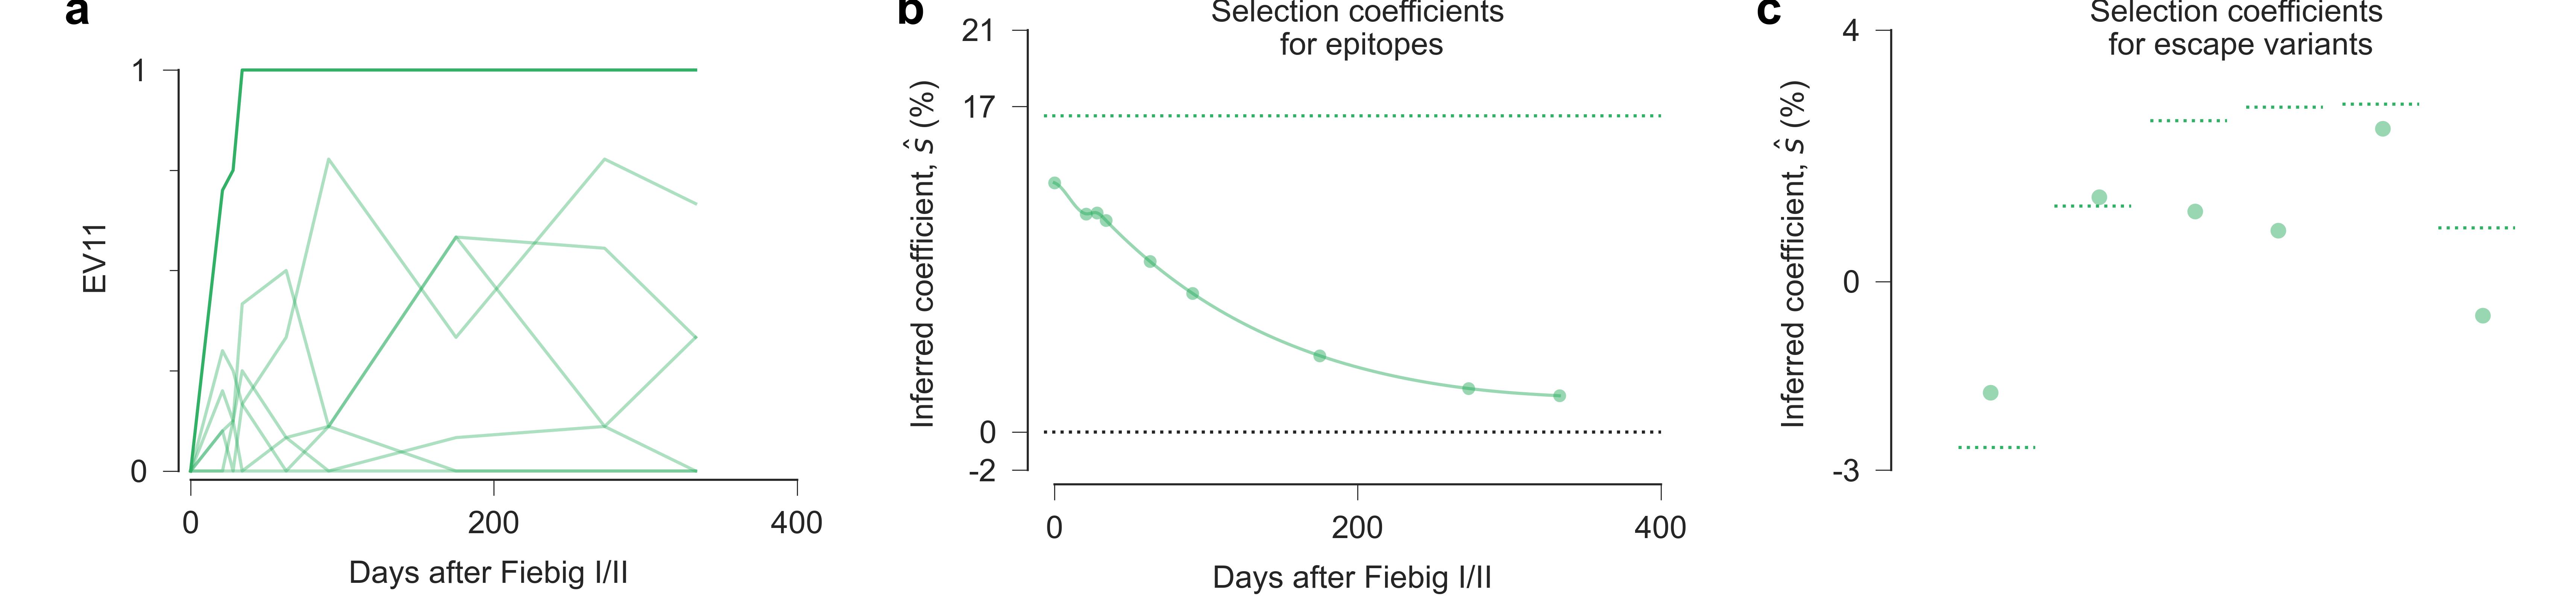 a
1
0
EV11
0
200
400
Days after Fiebig I/II
b
Selection coefficients
for epitopes
21
17
0
-2
Inferred coefficient, ŝ (%)
0
200
400
Days after Fiebig I/II
c
Selection coefficients
for escape variants
4
0
-3
Inferred coefficient, ŝ (%)